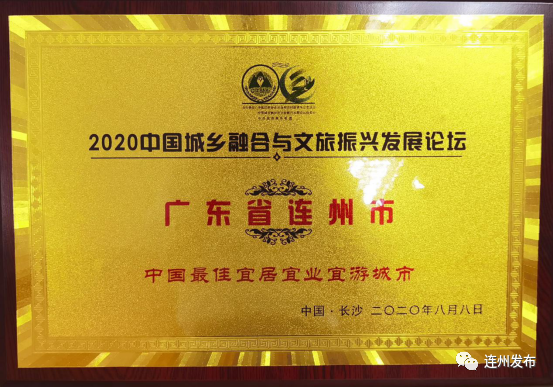 2020中国城乡融合与文旅振兴发展论坛
广东省连州市
中国最佳宜居宜业宜游城市
中国·长沙 二〇二〇年八月八日
连州发布